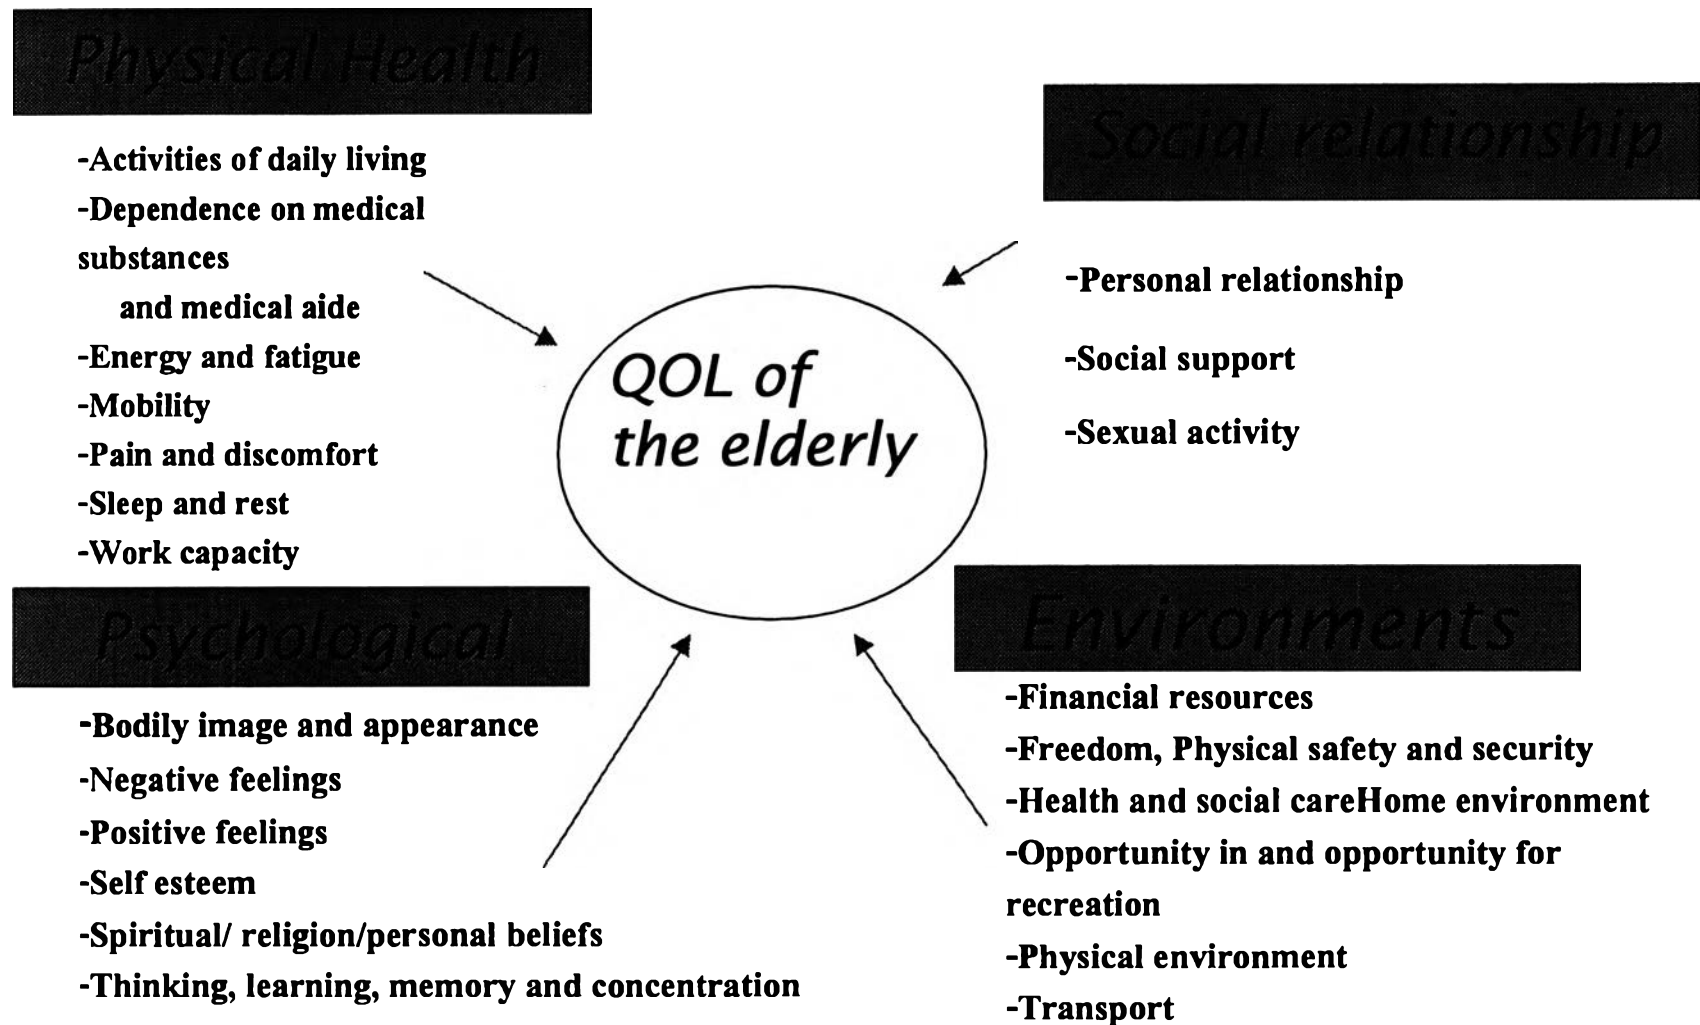 Physical Health
-Activities of daily living
-Dependence on medical
substances
and medical aide
-Energy and fatigue
-Mobility
-Pain and discomfort
-Sleep and rest
-Work capacity
Social relationship
-Personal relationship
-Social support
-Sexual activity
QOL of
the elderly
Psychological
-Bodily image and appearance
-Negative feelings
-Positive feelings
-Self esteem
-Spiritual/ religion/personal beliefs
-Thinking, learning, memory and concentration
Environments
-Financial resources
-Freedom, Physical safety and security
-Health and social careHome environment
-Opportunity in and opportunity for
recreation
-Physical environment
-Transport